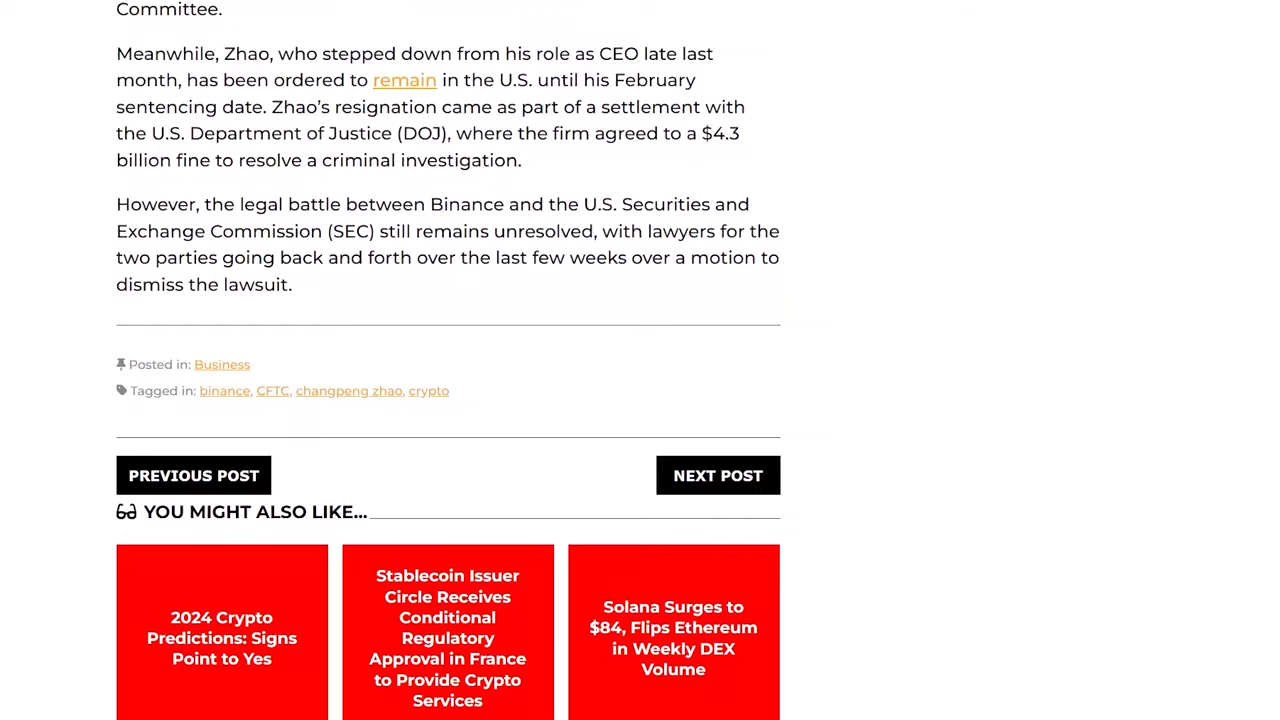 Committee.
Meanwhile, Zhao, who stepped down from his role as CEO late last
month, has been ordered to remain in the U.S. until his February
sentencing date. Zhao’s resignation came as part of a settlement with
the U.S. Department of Justice (DOJ), where the firm agreed to a $4.3
billion fine to resolve a criminal investigation.
However, the legal battle between Binance and the U.S. Securities and
Exchange Commission (SEC) still remains unresolved, with lawyers for the
two parties going back and forth over the last few weeks over a motion to
dismiss the lawsuit.
Posted in: Business
Tagged in: binance, CFTC, changpeng zhao, crypto
PREVIOUS POST
NEXT POST
YOU MIGHT ALSO LIKE...
2024 Crypto
Predictions: Signs
Point to Yes
Stablecoin Issuer
Circle Receives
Conditional
Regulatory
Approval in France
to Provide Crypto
Services
Solana Surges to
$84, Flips Ethereum
in Weekly DEX
Volume